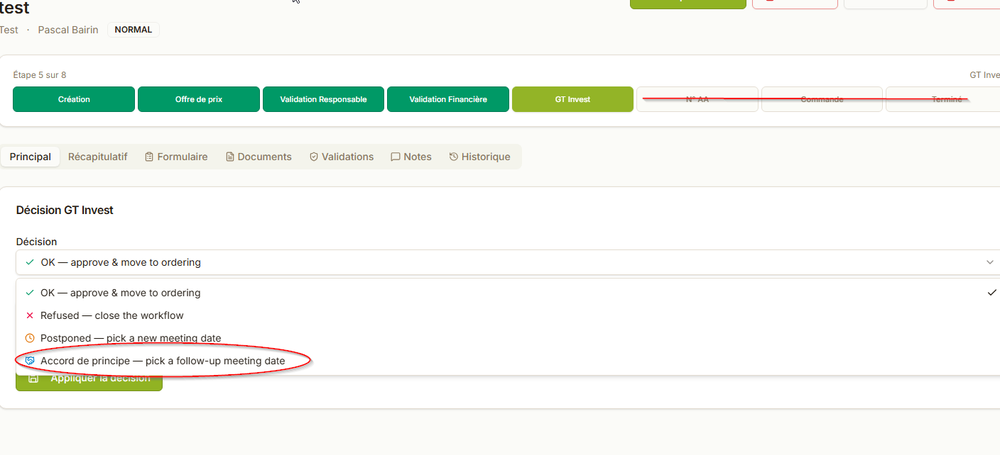 test
Test · Pascal Bairin NORMAL
Étape 5 sur 8 GT Inve
Création Offre de prix Validation Responsable Validation Financière GT Invest N° AA Commande Terminé
Principal Récapitulatif Formulaire Documents Validations Notes Historique
Décision GT Invest
Décision
OK — approve & move to ordering
OK — approve & move to ordering
Refused — close the workflow
Postponed — pick a new meeting date
Accord de principe — pick a follow-up meeting date
Appliquer la décision